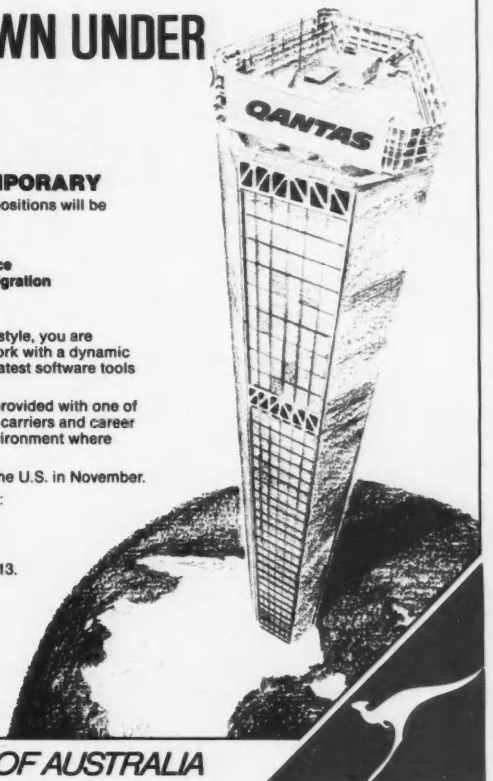 WN UNDER
QANTAS
MPORARY
ositions will be
ce
gration
style, you are
ork with a dynamic
atest software tools
rovided with one of
carriers and career
ironment where
he U.S. in November.
:
13.
OF AUSTRALIA